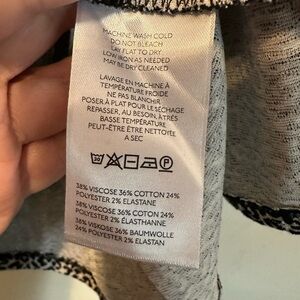 MACHINE WASH COLD
DO NOT BLEACH
LAY FLAT TO DRY
LOW IRON AS NEEDED
MAY BE DRY CLEANED
LAVAGE EN MACHINE À
TEMPÉRATURE FROIDE
NE PAS BLANCHIR
POSER À PLAT POUR LE SÉCHAGE
REPASSER, AU BESOIN À TRÈS
BASSE TEMPÉRATURE
PEUT-ÊTRE ÊTRE NETTOYÉE
A SEC
30
P
38% VISCOSE 36% COTTON 24%
POLYESTER 2% ELASTANE
38% VISCOSE 36% COTON 24%
POLYESTER 2% ÉLASTHANNE
38% VISKOSE 36% BAUMWOLLE
24% POLYESTER 2% ELASTAN